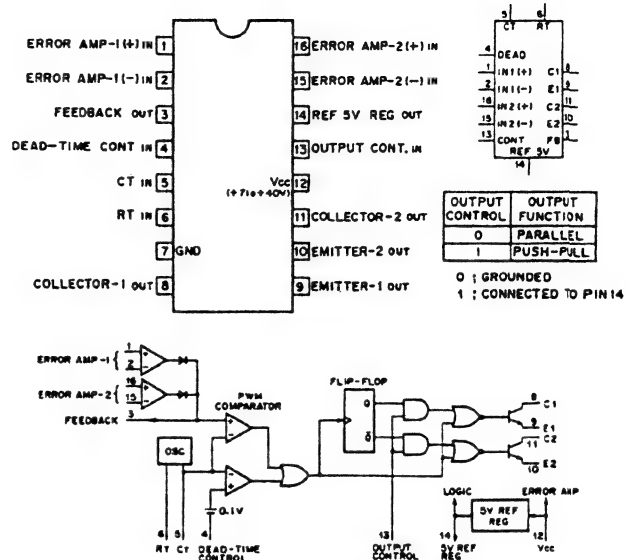 ERROR AMP-1(+) IN 1
ERROR AMP-1(-) IN 2
FEEDBACK OUT 3
DEAD-TIME CONT IN 4
CT IN 5
RT IN 6
7 GND
COLLECTOR-1 OUT 8
16 ERROR AMP-2(+) IN
15 ERROR AMP-2(-) IN
14 REF 5V REG OUT
13 OUTPUT CONT. IN
Vcc 12
(+7to+40V)
11 COLLECTOR-2 OUT
10 EMITTER-2 OUT
9 EMITTER-1 OUT
5 6
CT RT
4 DEAD
1 IN1(+) C1 8
2 IN1(-) E1 9
16 IN2(+) C2 11
15 IN2(-) E2 10
13 CONT FB
REF 5V
14
OUTPUT CONTROL OUTPUT FUNCTION
0 PARALLEL
1 PUSH-PULL
0 ; GROUNDED
1 ; CONNECTED TO PIN 14
ERROR AMP-1 { 1 + 2 -
ERROR AMP-2 { 16 + 15 -
FEEDBACK 3
PWM
COMPARATOR
FLIP-FLOP
Q
Q̄
8 C1
9 E1
11 C2
10 E2
OSC
0.1V
LOGIC ERROR AMP
5V REF
REG
6 5 4 13 14 12
RT CT DEAD-TIME CONTROL
OUTPUT CONTROL
5V REF REG
Vcc